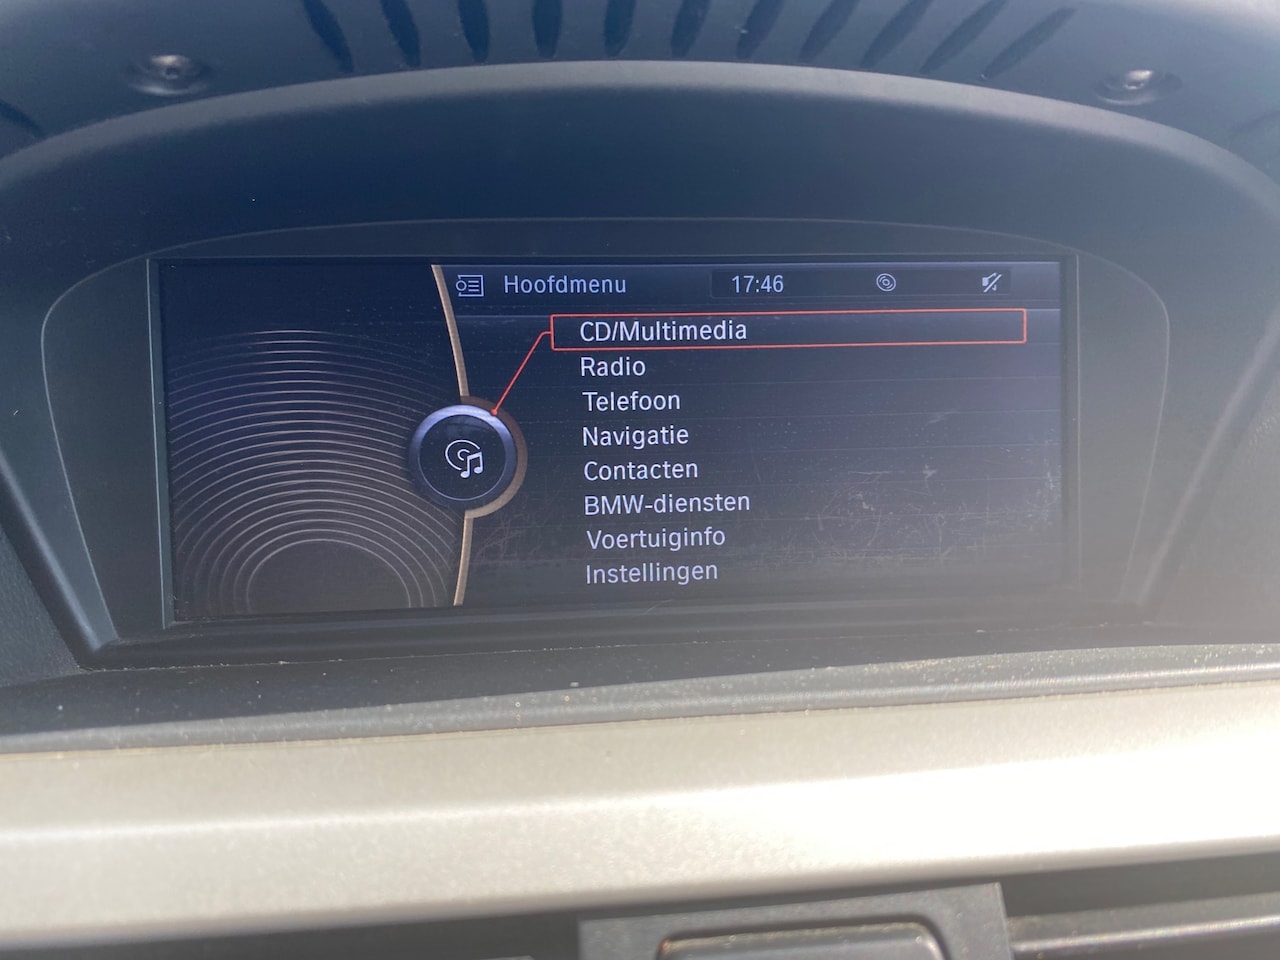 Hoofdmenu 17:46
CD/Multimedia
Radio
Telefoon
Navigatie
Contacten
BMW-diensten
Voertuiginfo
Instellingen